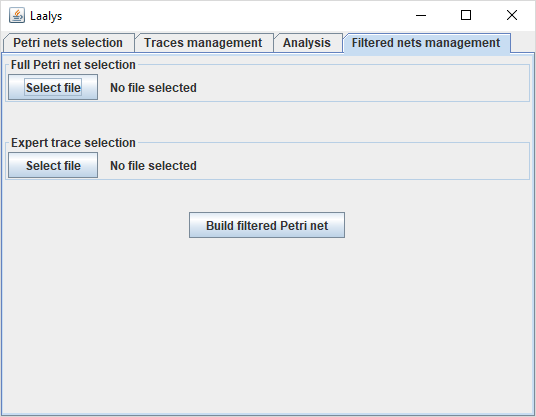 Laalys
Petri nets selection Traces management Analysis Filtered nets management
Full Petri net selection
Select file No file selected
Expert trace selection
Select file No file selected
Build filtered Petri net